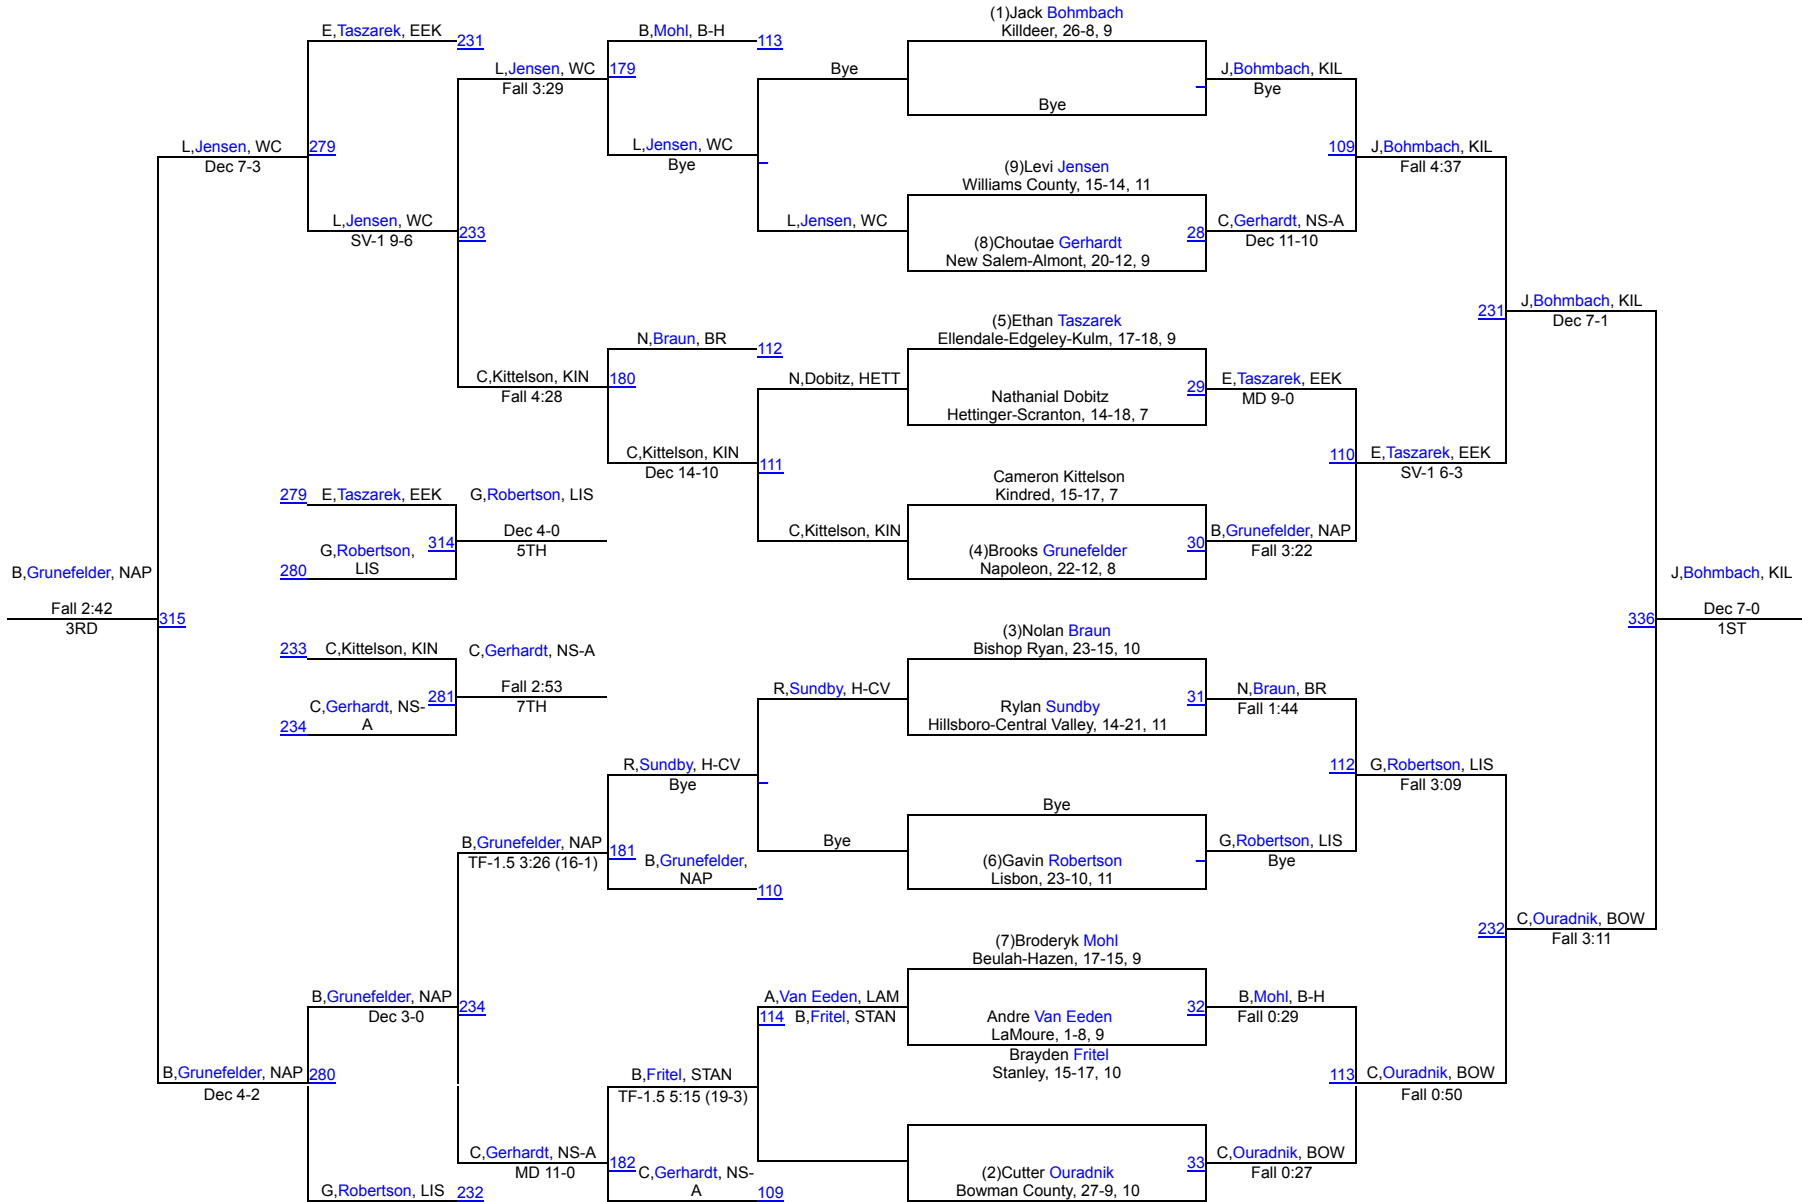 (1)Jack Bohmbach
Killdeer, 26-8, 9
Bye
(9)Levi Jensen
Williams County, 15-14, 11
(8)Choutae Gerhardt
New Salem-Almont, 20-12, 9
28
(5)Ethan Taszarek
Ellendale-Edgeley-Kulm, 17-18, 9
Nathanial Dobitz
Hettinger-Scranton, 14-18, 7
29
Cameron Kittelson
Kindred, 15-17, 7
(4)Brooks Grunefelder
Napoleon, 22-12, 8
30
(3)Nolan Braun
Bishop Ryan, 23-15, 10
Rylan Sundby
Hillsboro-Central Valley, 14-21, 11
31
Bye
(6)Gavin Robertson
Lisbon, 23-10, 11
(7)Broderyk Mohl
Beulah-Hazen, 17-15, 9
Andre Van Eeden
LaMoure, 1-8, 9
32
Brayden Fritel
Stanley, 15-17, 10
(2)Cutter Ouradnik
Bowman County, 27-9, 10
33
J,Bohmbach, KIL
Bye
109
C,Gerhardt, NS-A
Dec 11-10
E,Taszarek, EEK
MD 9-0
110
B,Grunefelder, NAP
Fall 3:22
N,Braun, BR
Fall 1:44
112
G,Robertson, LIS
Bye
B,Mohl, B-H
Fall 0:29
113
C,Ouradnik, BOW
Fall 0:27
J,Bohmbach, KIL
Fall 4:37
231
E,Taszarek, EEK
SV-1 6-3
G,Robertson, LIS
Fall 3:09
232
C,Ouradnik, BOW
Fall 0:50
J,Bohmbach, KIL
Dec 7-1
336
C,Ouradnik, BOW
Fall 3:11
J,Bohmbach, KIL
Dec 7-0
1ST
Bye
L,Jensen, WC
N,Dobitz, HETT
111
C,Kittelson, KIN
R,Sundby, H-CV
Bye
A,Van Eeden, LAM
114 B,Fritel, STAN
B,Mohl, B-H
113
179
L,Jensen, WC
Bye
N,Braun, BR
112
180
C,Kittelson, KIN
Dec 14-10
R,Sundby, H-CV
Bye
181
B,Grunefelder,
NAP
110
B,Fritel, STAN
TF-1.5 5:15 (19-3)
182
C,Gerhardt, NS-
A
109
L,Jensen, WC
Fall 3:29
233
C,Kittelson, KIN
Fall 4:28
B,Grunefelder, NAP
TF-1.5 3:26 (16-1)
234
C,Gerhardt, NS-A
MD 11-0
E,Taszarek, EEK
231
279
L,Jensen, WC
SV-1 9-6
B,Grunefelder, NAP
Dec 3-0
280
G,Robertson, LIS
232
L,Jensen, WC
Dec 7-3
315
B,Grunefelder, NAP
Dec 4-2
B,Grunefelder, NAP
Fall 2:42
3RD
279
E,Taszarek, EEK
280
G,Robertson,
LIS
314
G,Robertson, LIS
Dec 4-0
5TH
233
C,Kittelson, KIN
234
C,Gerhardt, NS-
A
281
C,Gerhardt, NS-A
Fall 2:53
7TH